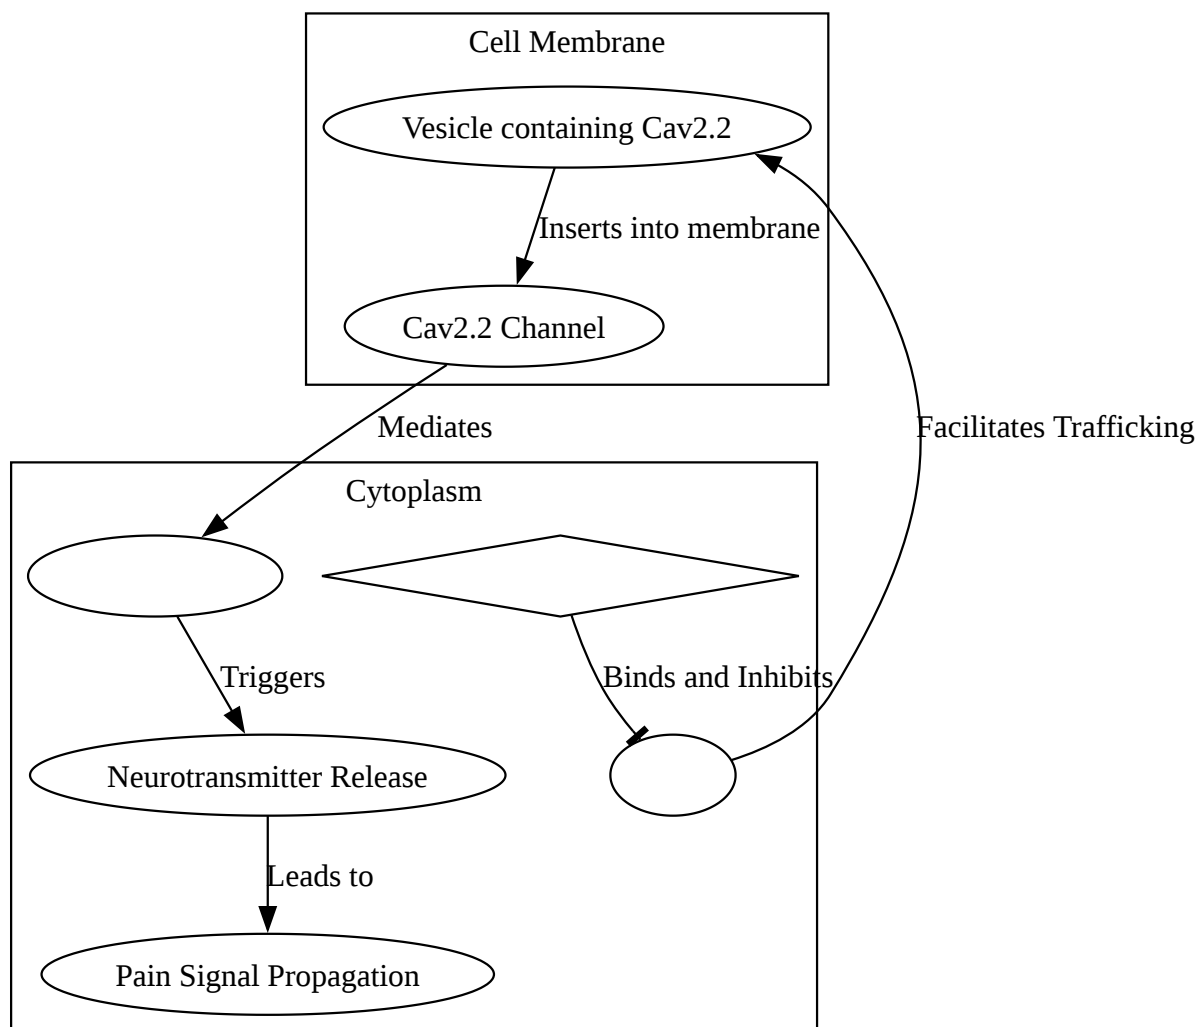 Cell Membrane
Vesicle containing Cav2.2
Inserts into membrane
Cav2.2 Channel
Mediates
Facilitates Trafficking
Cytoplasm
Triggers
Binds and Inhibits
Neurotransmitter Release
Leads to
Pain Signal Propagation